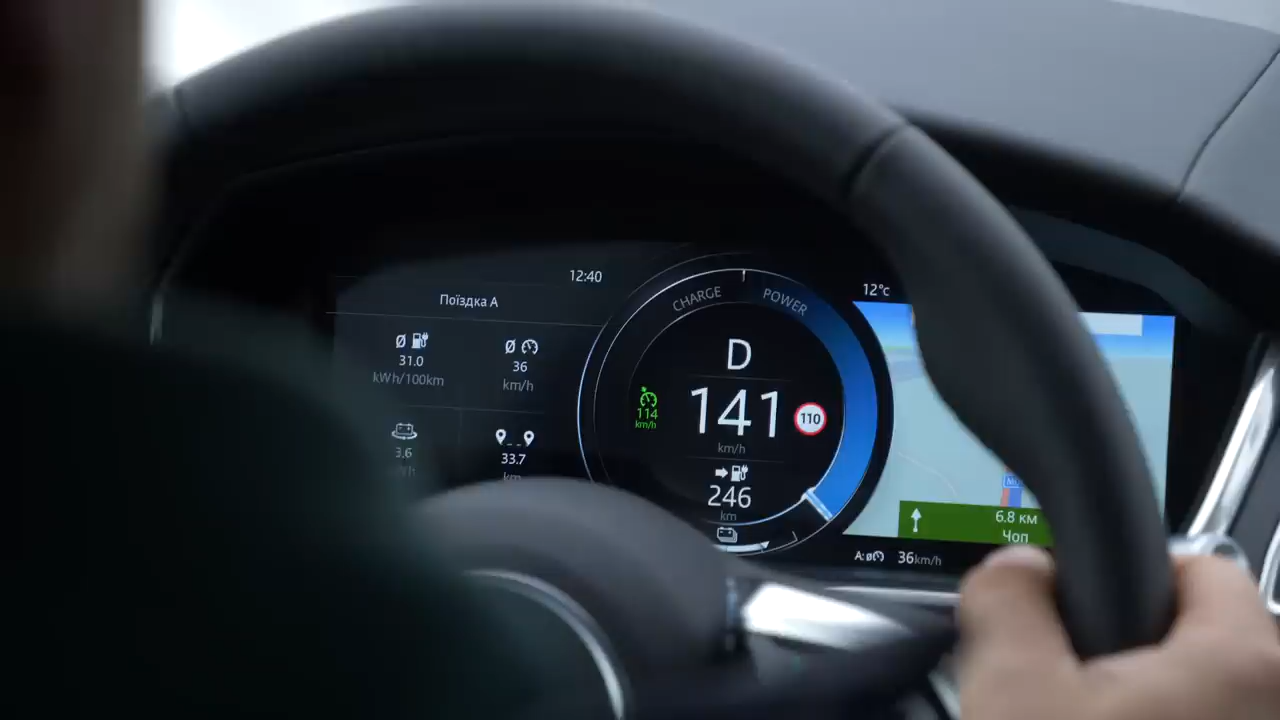 12:40
Поїздка А
Ø
31.0
kWh/100km
Ø
36
km/h
3.6
33.7
km
CHARGE
POWER
D
114
km/h
141
110
km/h
246
km
12°c
6.8 км
Чоп
A: ø 36km/h